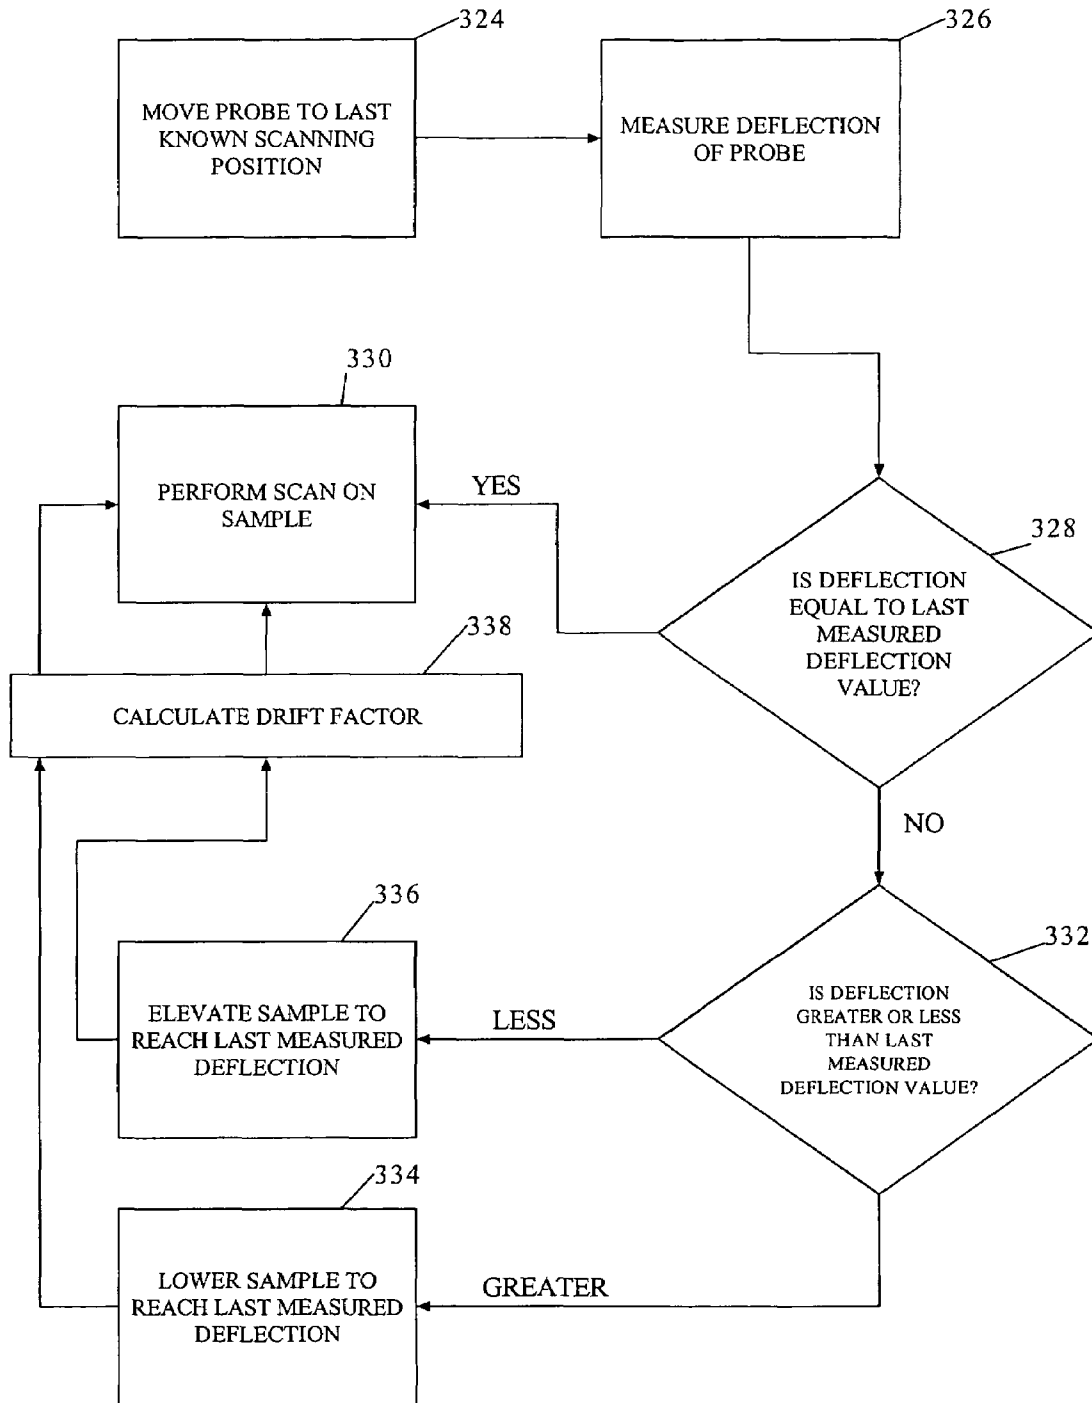 324
MOVE PROBE TO LAST
KNOWN SCANNING
POSITION
326
MEASURE DEFLECTION
OF PROBE
330
PERFORM SCAN ON
SAMPLE
YES
328
IS DEFLECTION
EQUAL TO LAST
MEASURED
DEFLECTION
VALUE?
338
CALCULATE DRIFT FACTOR
NO
336
ELEVATE SAMPLE TO
REACH LAST MEASURED
DEFLECTION
LESS
332
IS DEFLECTION
GREATER OR LESS
THAN LAST
MEASURED
DEFLECTION VALUE?
334
LOWER SAMPLE TO
REACH LAST MEASURED
DEFLECTION
GREATER